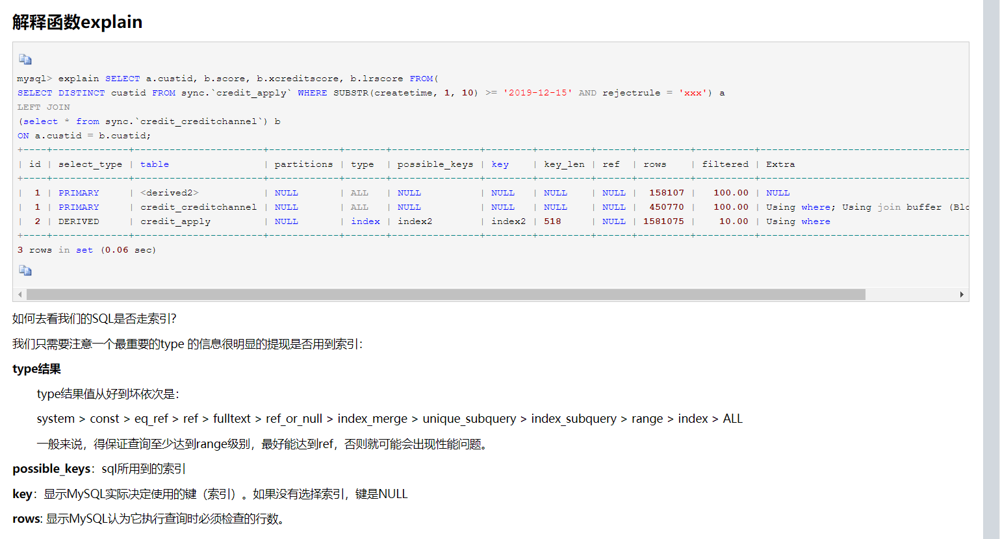 解释函数explain
mysql> explain SELECT a.custid, b.score, b.xcreditscore, b.lrscore FROM(
SELECT DISTINCT custid FROM sync.`credit_apply` WHERE SUBSTR(createtime, 1, 10) >= '2019-12-15' AND rejectrule = 'xxx') a
LEFT JOIN
(select * from sync.`credit_creditchannel`) b
ON a.custid = b.custid;
+----+-------------+----------------------+------------+-------+---------------+--------+---------+------+---------+----------+------------------------------------
| id | select_type | table                | partitions | type  | possible_keys | key    | key_len | ref  | rows    | filtered | Extra
+----+-------------+----------------------+------------+-------+---------------+--------+---------+------+---------+----------+------------------------------------
|  1 | PRIMARY     | <derived2>           | NULL       | ALL   | NULL          | NULL   | NULL    | NULL |  158107 |   100.00 | NULL
|  1 | PRIMARY     | credit_creditchannel | NULL       | ALL   | NULL          | NULL   | NULL    | NULL |  450770 |   100.00 | Using where; Using join buffer (Blo
|  2 | DERIVED     | credit_apply         | NULL       | index | index2        | index2 | 518     | NULL | 1581075 |    10.00 | Using where
+----+-------------+----------------------+------------+-------+---------------+--------+---------+------+---------+----------+------------------------------------
3 rows in set (0.06 sec)
如何去看我们的SQL是否走索引?
我们只需要注意一个最重要的type 的信息很明显的提现是否用到索引：
type结果
type结果值从好到坏依次是：
system > const > eq_ref > ref > fulltext > ref_or_null > index_merge > unique_subquery > index_subquery > range > index > ALL
一般来说，得保证查询至少达到range级别，最好能达到ref，否则就可能会出现性能问题。
possible_keys：sql所用到的索引
key：显示MySQL实际决定使用的键（索引）。如果没有选择索引，键是NULL
rows: 显示MySQL认为它执行查询时必须检查的行数。